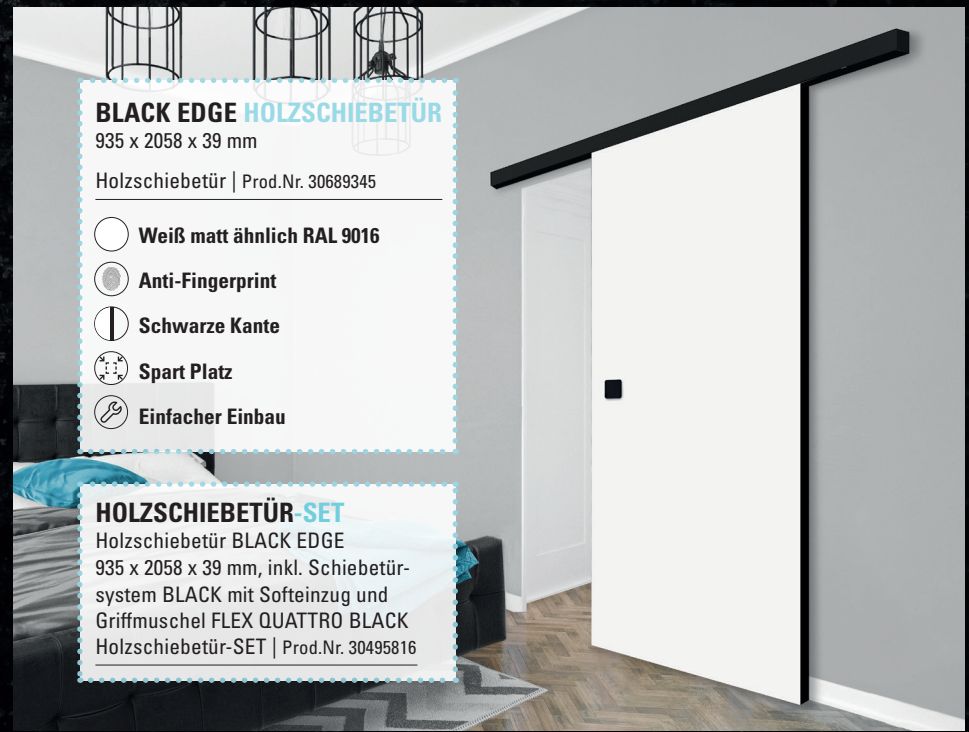 BLACK EDGE HOLZSCHIEBETÜR
935 x 2058 x 39 mm
Holzschiebetür | Prod.Nr. 30689345
Weiß matt ähnlich RAL 9016
Anti-Fingerprint
Schwarze Kante
Spart Platz
Einfacher Einbau
HOLZSCHIEBETÜR-SET
Holzschiebetür BLACK EDGE
935 x 2058 x 39 mm, inkl. Schiebetür-
system BLACK mit Softeinzug und
Griffmuschel FLEX QUATTRO BLACK
Holzschiebetür-SET | Prod.Nr. 30495816